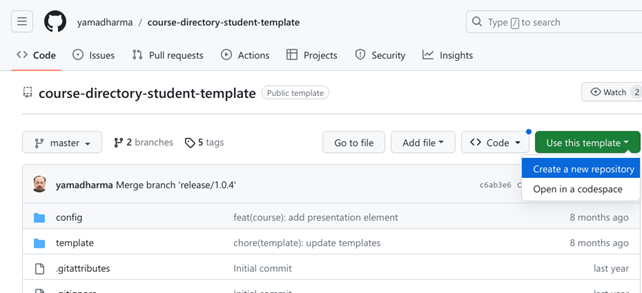 yamadharma / course-directory-student-template
Type / to search
Code Issues Pull requests Actions Projects Security Insights
course-directory-student-template Public template
Watch 2
master 2 branches 5 tags Go to file Add file Code Use this template
Create a new repository
Open in a codespace
yamadharma Merge branch 'release/1.0.4' c6ab3e6
config feat(course): add presentation element 8 months ago
template chore(template): update templates 8 months ago
.gitattributes Initial commit last year
.gitignore Initial commit last year